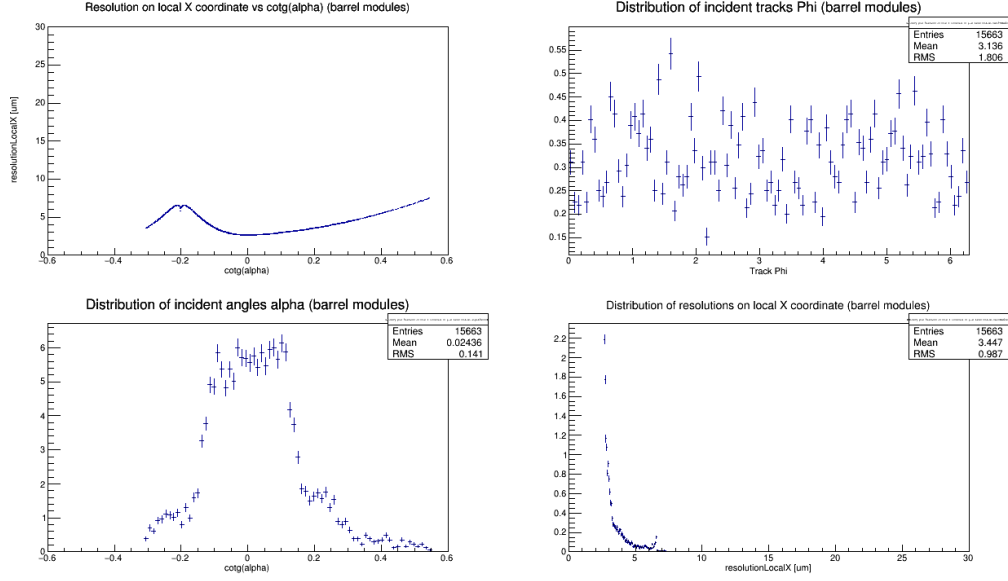 Resolution on local X coordinate vs cotg(alpha) (barrel modules)
resolutionLocalX [um]
30
25
20
15
10
5
0
−0.6 −0.4 −0.2 0 0.2 0.4 0.6
cotg(alpha)
Distribution of incident tracks Phi (barrel modules)
Entries 15663
Mean 3.136
RMS 1.806
0.55
0.5
0.45
0.4
0.35
0.3
0.25
0.2
0.15
0 1 2 3 4 5 6
Track Phi
Distribution of incident angles alpha (barrel modules)
Entries 15663
Mean 0.02436
RMS 0.141
6
5
4
3
2
1
0
−0.6 −0.4 −0.2 0 0.2 0.4 0.6
cotg(alpha)
Distribution of resolutions on local X coordinate (barrel modules)
Entries 15663
Mean 3.447
RMS 0.987
2.2
2
1.8
1.6
1.4
1.2
1
0.8
0.6
0.4
0.2
0
0 5 10 15 20 25 30
resolutionLocalX [um]